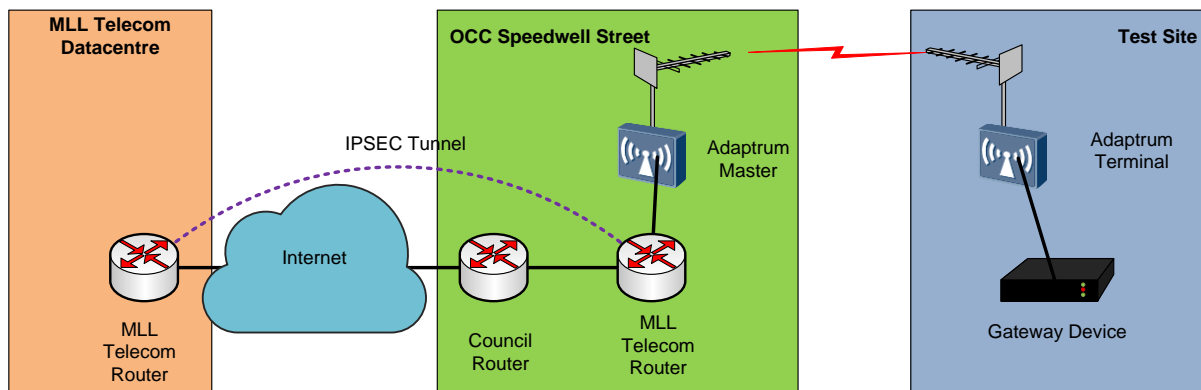 MLL Telecom
Datacentre
OCC Speedwell Street
Test Site
IPSEC Tunnel
Adaptrum
Master
Adaptrum
Terminal
Internet
MLL
Telecom
Router
Council
Router
MLL
Telecom
Router
Gateway Device